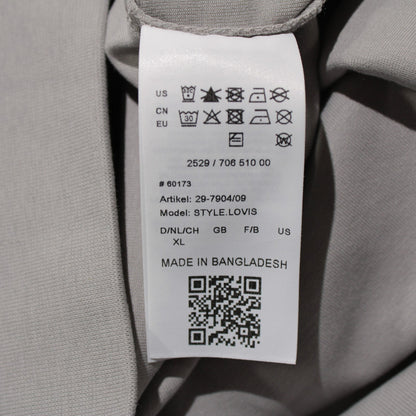 US
CN
EU
30
2529 / 706 510 00
# 60173
Artikel: 29-7904/09
Model: STYLE.LOVIS
D/NL/CH GB F/B US
XL
MADE IN BANGLADESH